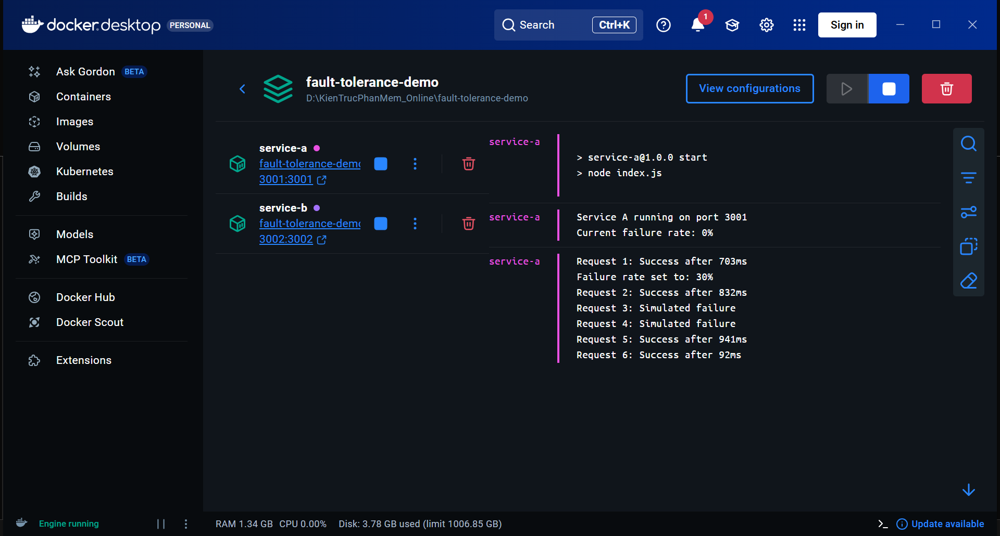 docker desktop PERSONAL
Search Ctrl+K
1
Sign in
Ask Gordon BETA
Containers
Images
Volumes
Kubernetes
Builds
Models
MCP Toolkit BETA
Docker Hub
Docker Scout
Extensions
fault-tolerance-demo
D:\KienTrucPhanMem_Online\fault-tolerance-demo
View configurations
service-a
fault-tolerance-demo
3001:3001
service-b
fault-tolerance-demo
3002:3002
service-a
> service-a@1.0.0 start
> node index.js
service-a
Service A running on port 3001
Current failure rate: 0%
service-a
Request 1: Success after 703ms
Failure rate set to: 30%
Request 2: Success after 832ms
Request 3: Simulated failure
Request 4: Simulated failure
Request 5: Success after 941ms
Request 6: Success after 92ms
Engine running
RAM 1.34 GB CPU 0.00% Disk: 3.78 GB used (limit 1006.85 GB)
Update available